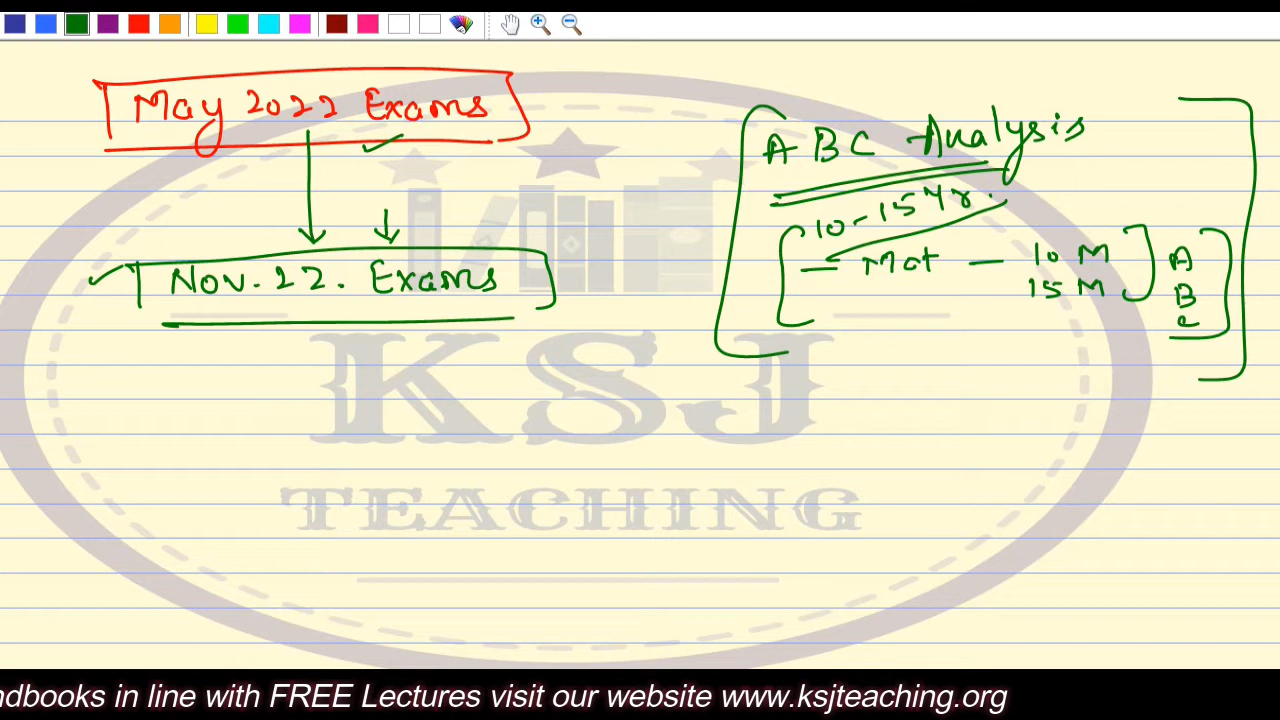 May 2022 Exams
Nov. 22. Exams
A B C Analysis
10-15 Yr.
— Mat — 10 M
15 M
A
B
C
KSJ
TEACHING
ndbooks in line with FREE Lectures visit our website www.ksjteaching.org